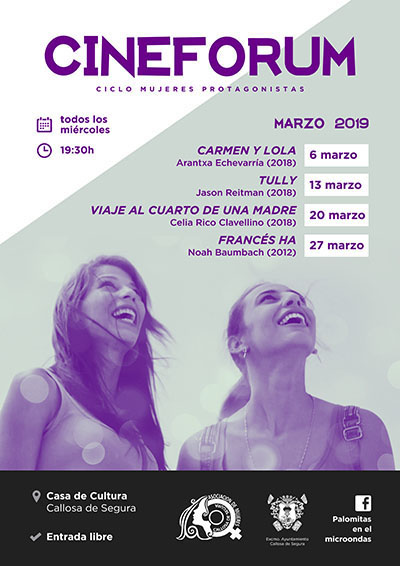 CINEFORUM
CICLO MUJERES PROTAGONISTAS
todos los
miércoles
19:30h
MARZO 2019
CARMEN Y LOLA
Arantxa Echevarría (2018)
6 marzo
TULLY
Jason Reitman (2018)
13 marzo
VIAJE AL CUARTO DE UNA MADRE
Celia Rico Clavellino (2018)
20 marzo
FRANCÉS HA
Noah Baumbach (2012)
27 marzo
Casa de Cultura
Callosa de Segura
Entrada libre
ASOCIACIÓN DE MUJERES
Excmo. Ayuntamiento
Callosa de Segura
Palomitas
en el
microondas